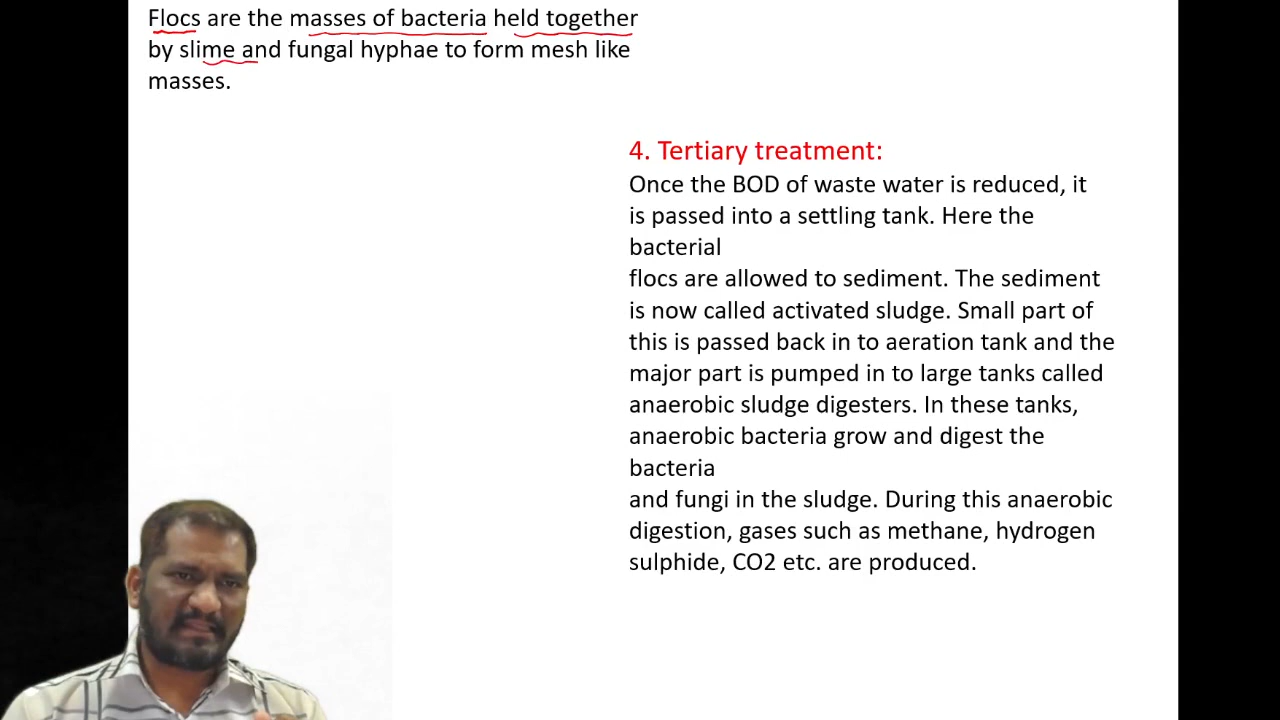 Flocs are the masses of bacteria held together
by slime and fungal hyphae to form mesh like
masses.
4. Tertiary treatment:
Once the BOD of waste water is reduced, it
is passed into a settling tank. Here the
bacterial
flocs are allowed to sediment. The sediment
is now called activated sludge. Small part of
this is passed back in to aeration tank and the
major part is pumped in to large tanks called
anaerobic sludge digesters. In these tanks,
anaerobic bacteria grow and digest the
bacteria
and fungi in the sludge. During this anaerobic
digestion, gases such as methane, hydrogen
sulphide, CO2 etc. are produced.